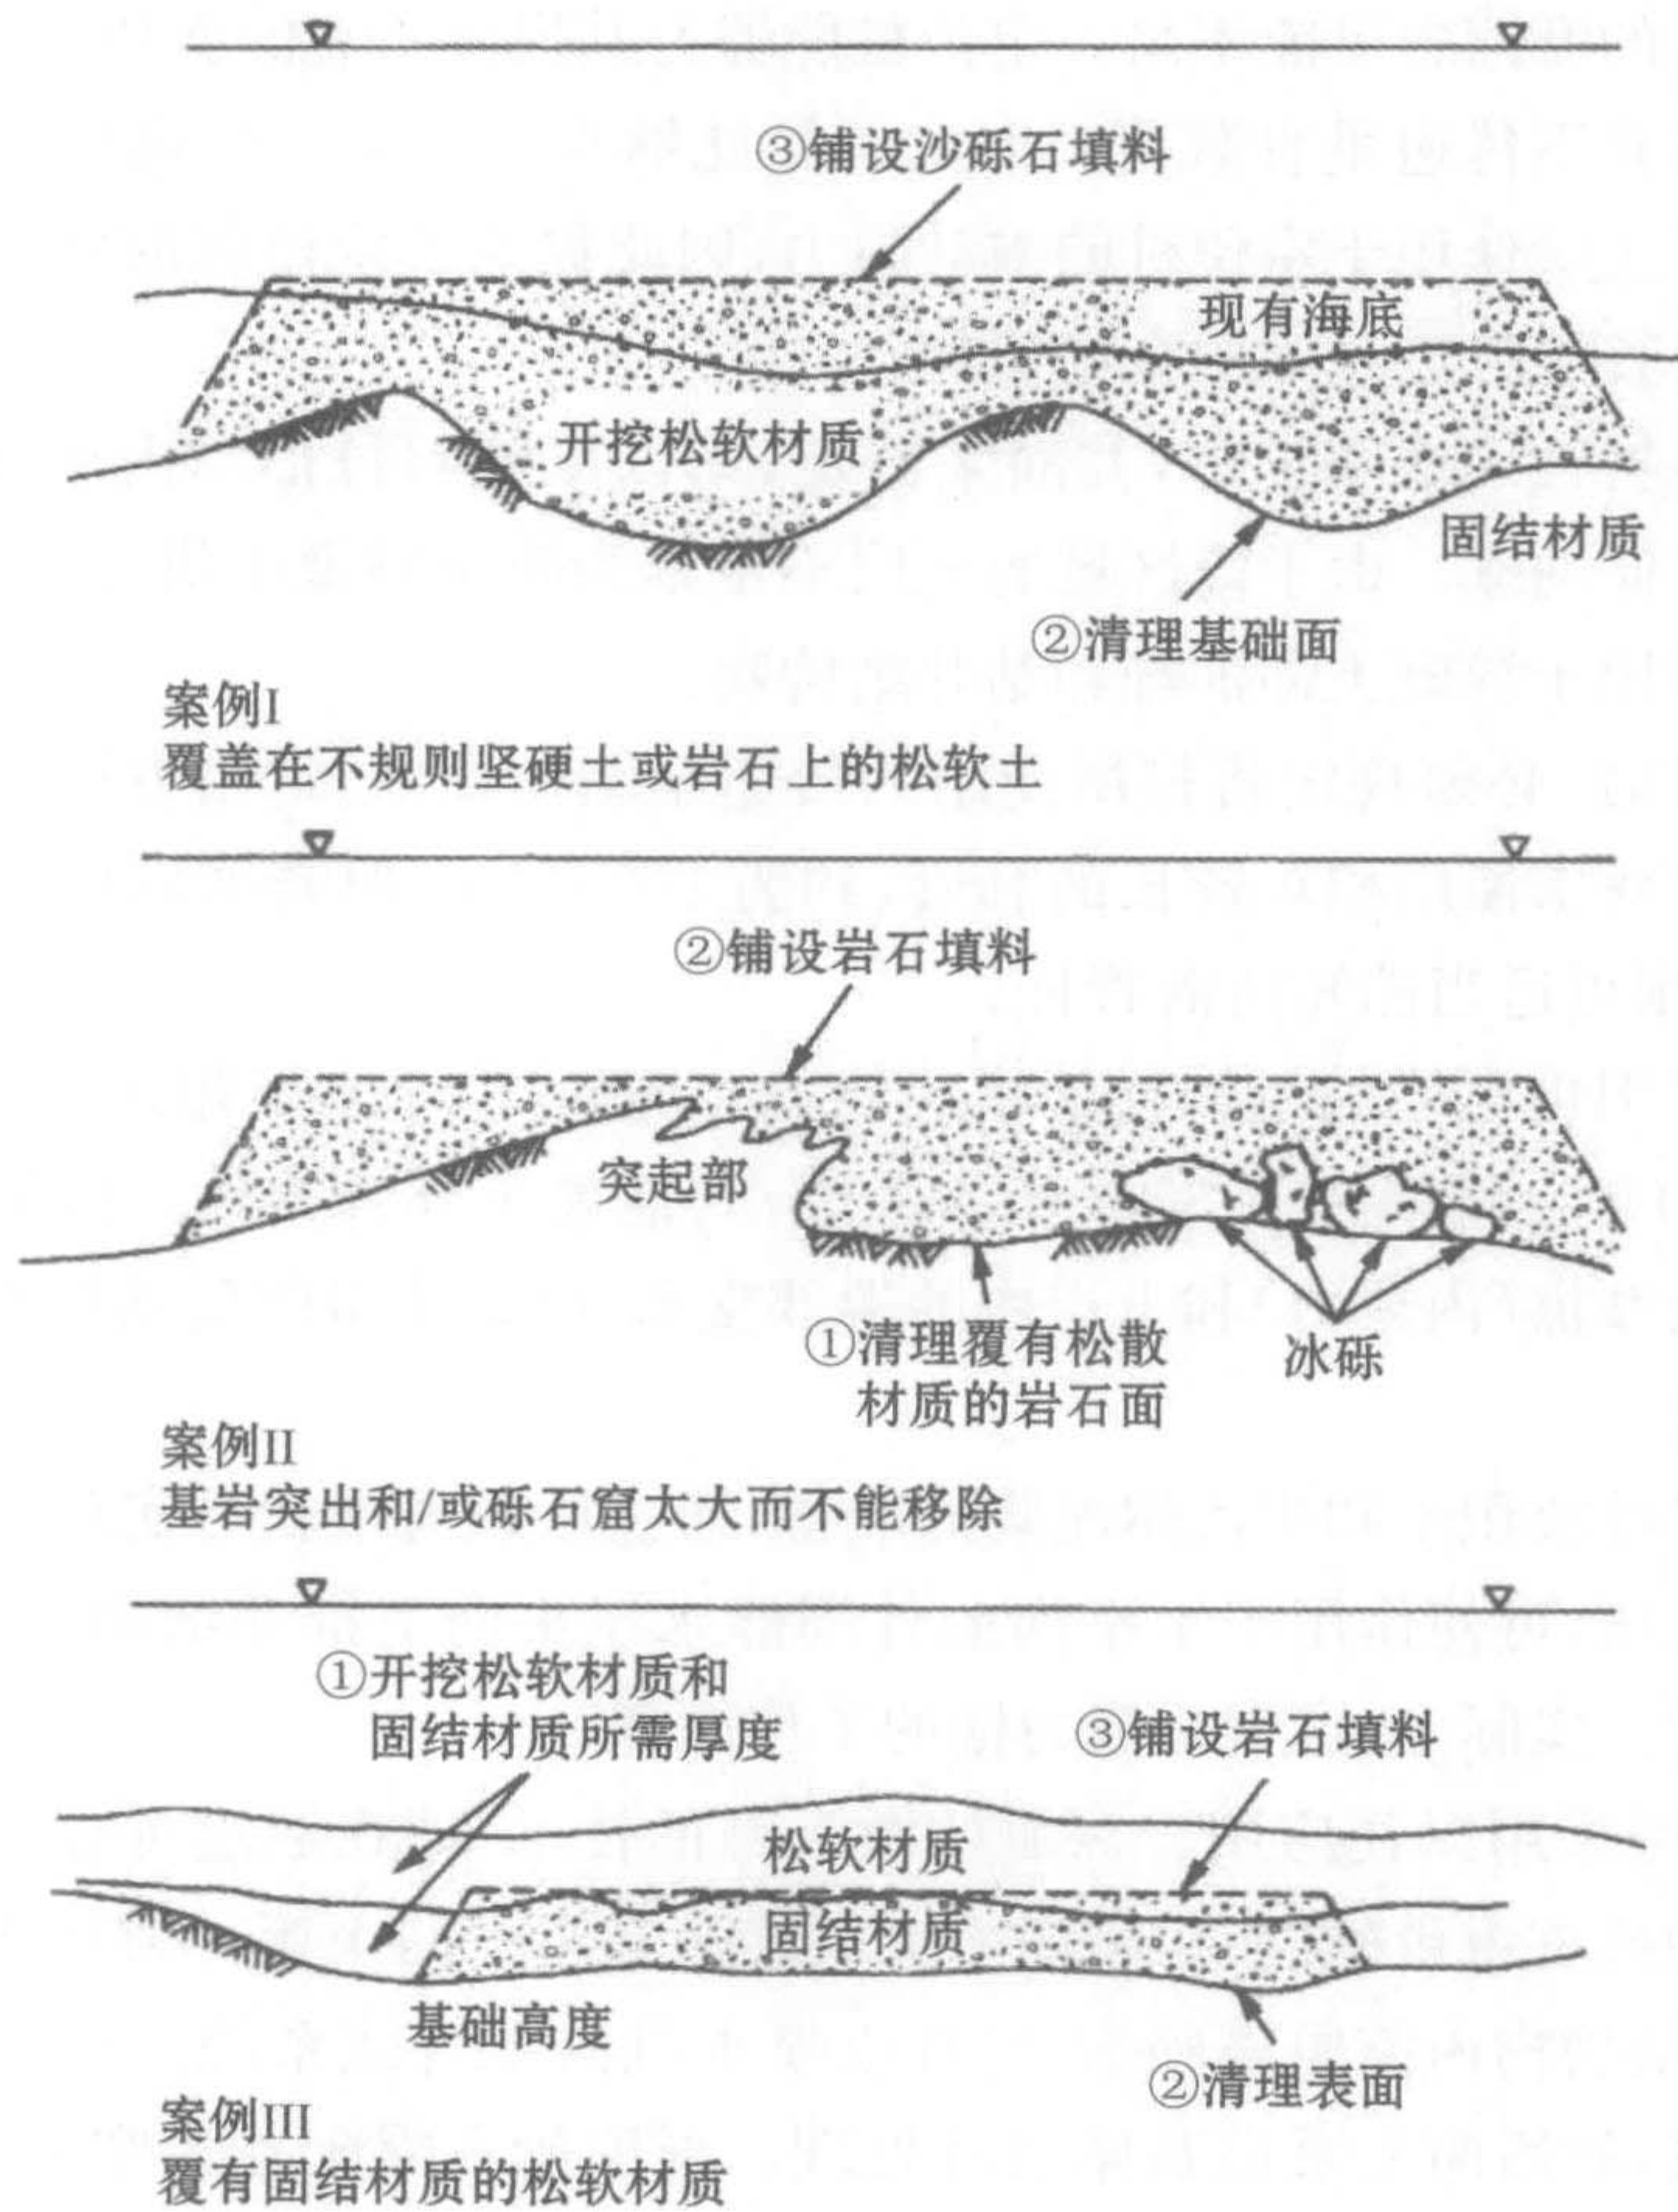 ③铺设沙砾石填料
现有海底
开挖松软材质
固结材质
②清理基础面
案例I
覆盖在不规则坚硬土或岩石上的松软土
②铺设岩石填料
突起部
①清理覆有松散
材质的岩石面
冰砾
案例II
基岩突出和/或砾石窟太大而不能移除
①开挖松软材质和
固结材质所需厚度
③铺设岩石填料
松软材质
固结材质
基础高度
②清理表面
案例III
覆有固结材质的松软材质